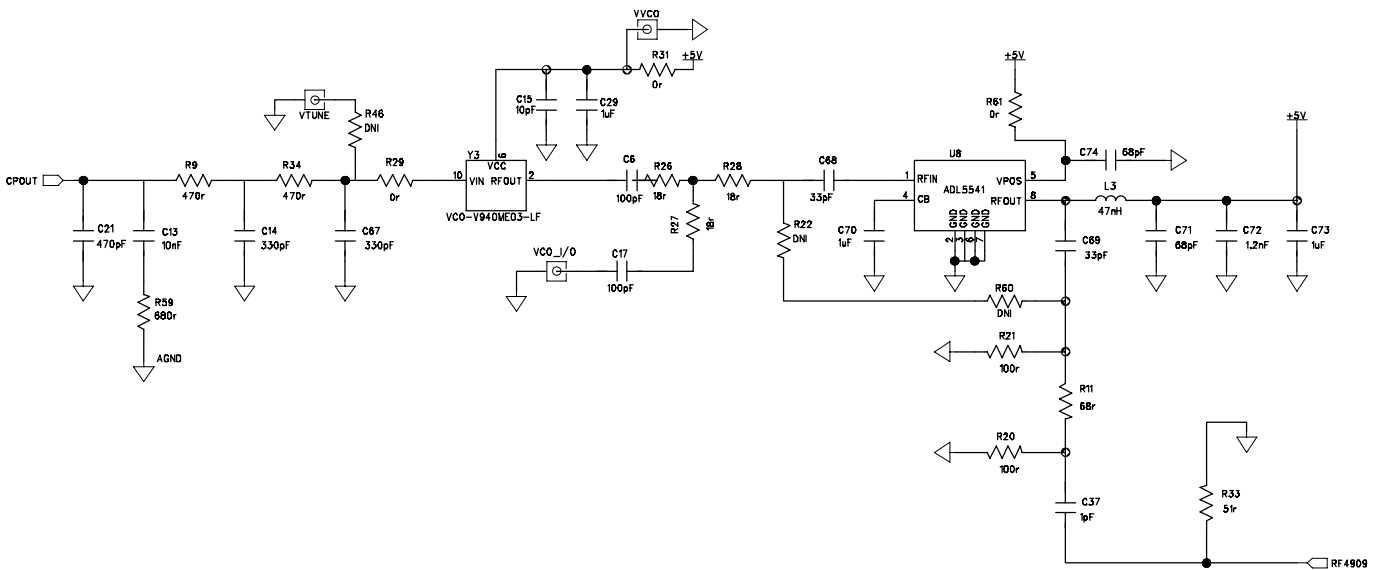 VVCO
R31
+5V
0r
C15
10pF
C29
1uF
VTUNE
R46
DNI
CPOUT
R9
470r
R34
470r
R29
0r
Y3
VCC
6
10
VIN
RFOUT
2
VCO-V940ME03-LF
C21
470pF
C13
10nF
C14
330pF
C67
330pF
R59
680r
AGND
C6
100pF
R26
18r
R28
18r
R27
18r
VCO_I/O
C17
100pF
C68
33pF
R22
DNI
+5V
R61
0r
C74
68pF
U8
1
RFIN
VPOS
5
4
CB
ADL5541
RFOUT
8
GND
GND
GND
GND
2
3
6
7
C70
1uF
L3
47nH
+5V
C71
68pF
C72
1.2nF
C73
1uF
C69
33pF
R60
DNI
R21
100r
R11
68r
R20
100r
C37
1pF
R33
51r
RF4909